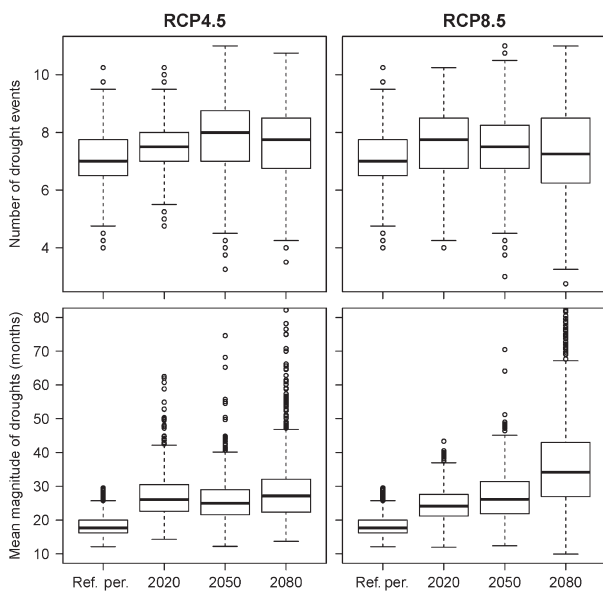 RCP4.5
RCP8.5
Number of drought events
10
8
6
4
Mean magnitude of droughts (months)
80
70
60
50
40
30
20
10
Ref. per. 2020 2050 2080
Ref. per. 2020 2050 2080